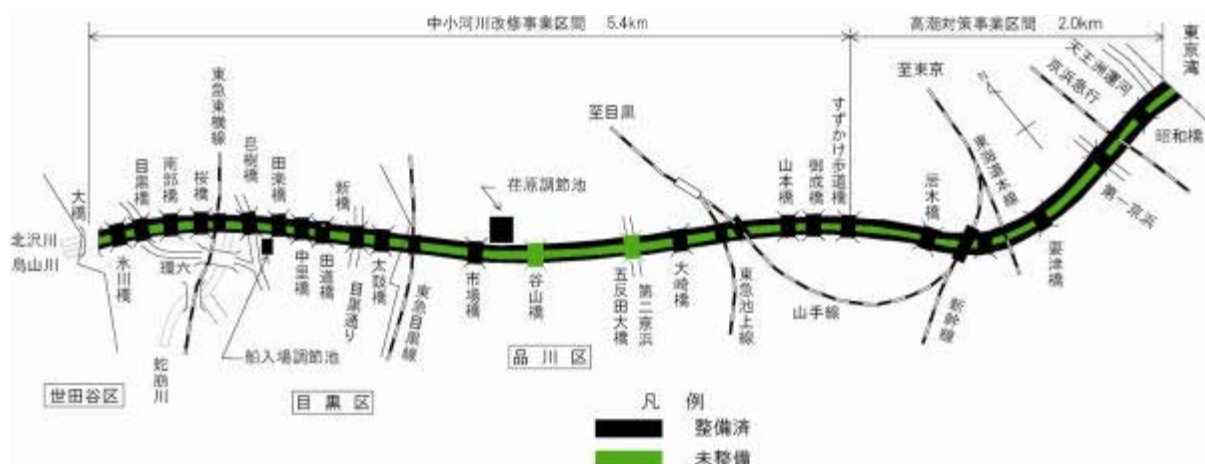 中小河川改修事業区間 5.4km
高潮対策事業区間 2.0km
東京湾
天王洲運河
京浜急行
昭和橋
第一京浜
至東京
東海道本線
要津橋
居木橋
新幹線
すずかけ歩道橋
御成橋
山本橋
山手線
至目黒
東急池上線
大崎橋
第二京浜
五反田大橋
谷山橋
市場橋
荏原調節池
東急目黒線
太鼓橋
目黒通り
新橋
田道橋
中里橋
田楽橋
船入場調節池
東急東横線
桜橋
南部橋
目黒橋
環六
蛇崩川
氷川橋
大橋
北沢川
烏山川
世田谷区
目黒区
品川区
凡 例
整備済
未整備